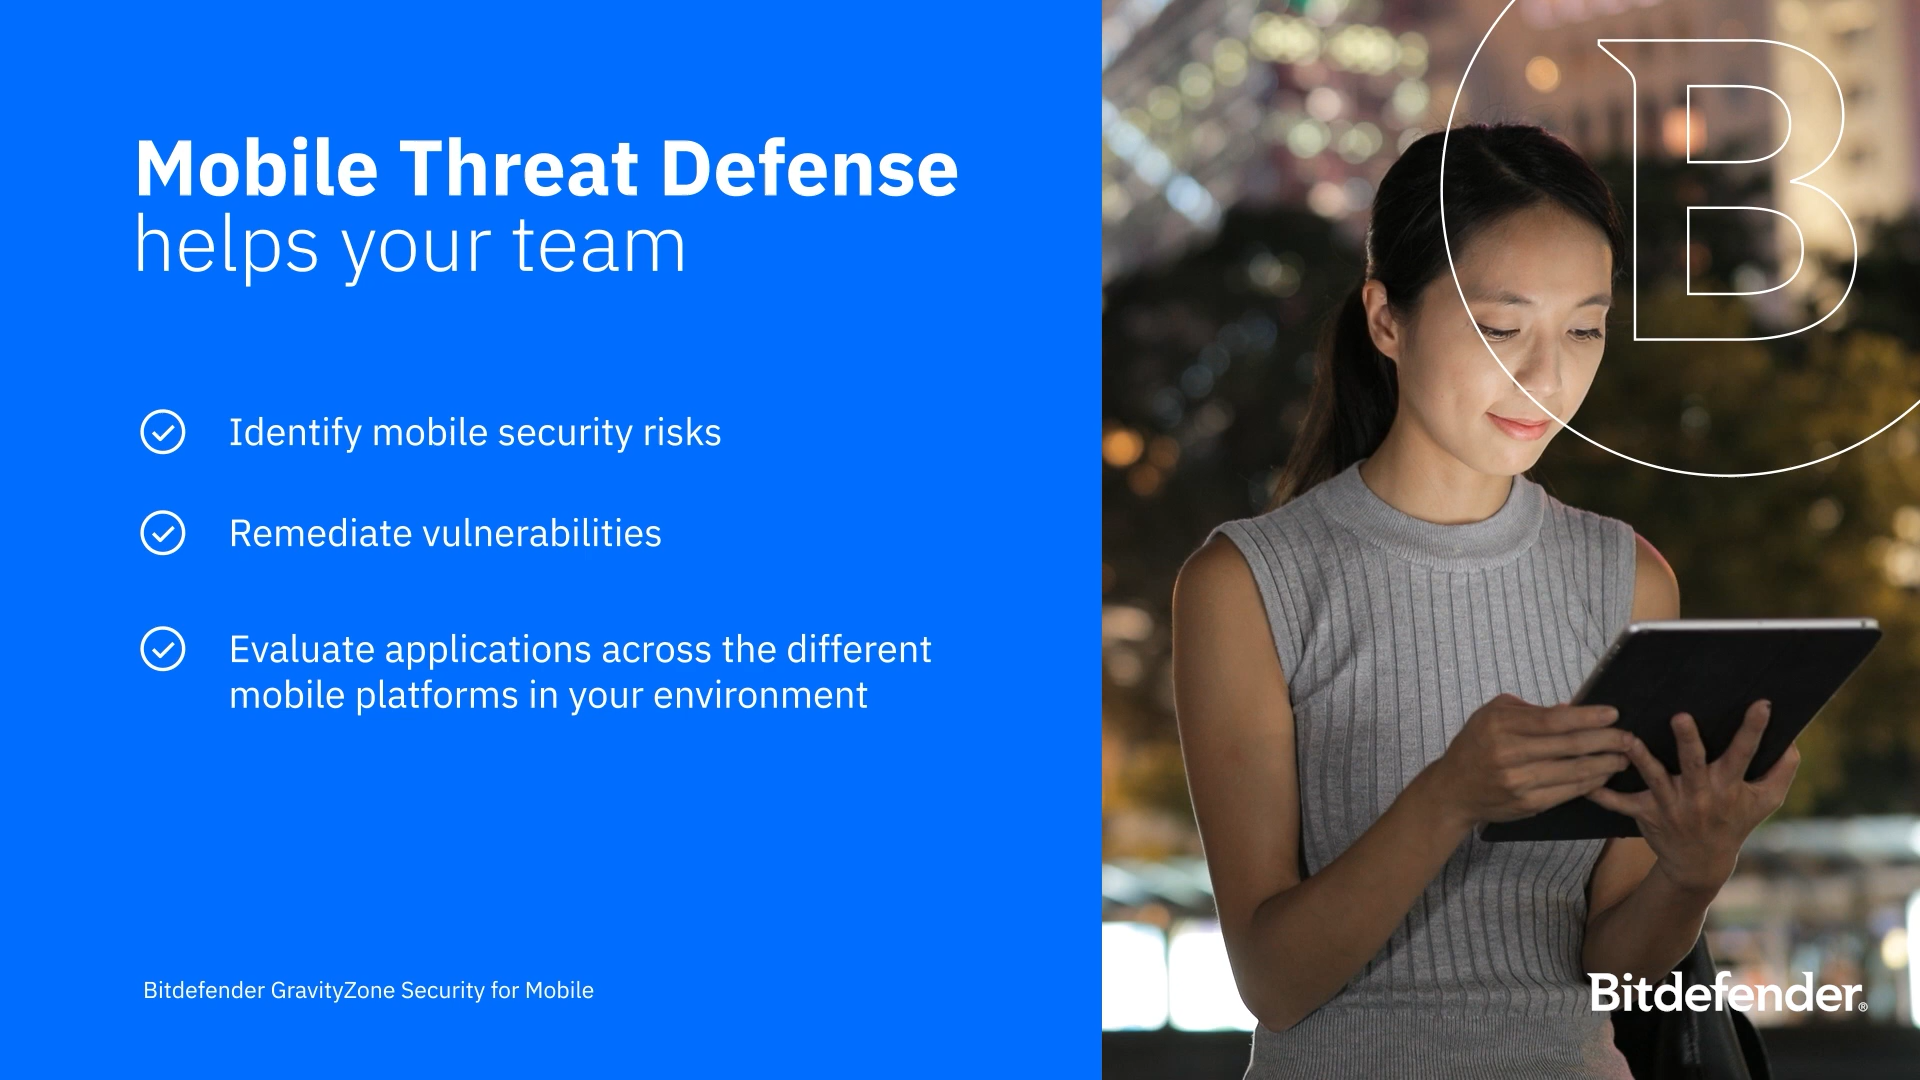 Mobile Threat Defense
helps your team
Identify mobile security risks
Remediate vulnerabilities
Evaluate applications across the different
mobile platforms in your environment
Bitdefender GravityZone Security for Mobile
B
Bitdefender®